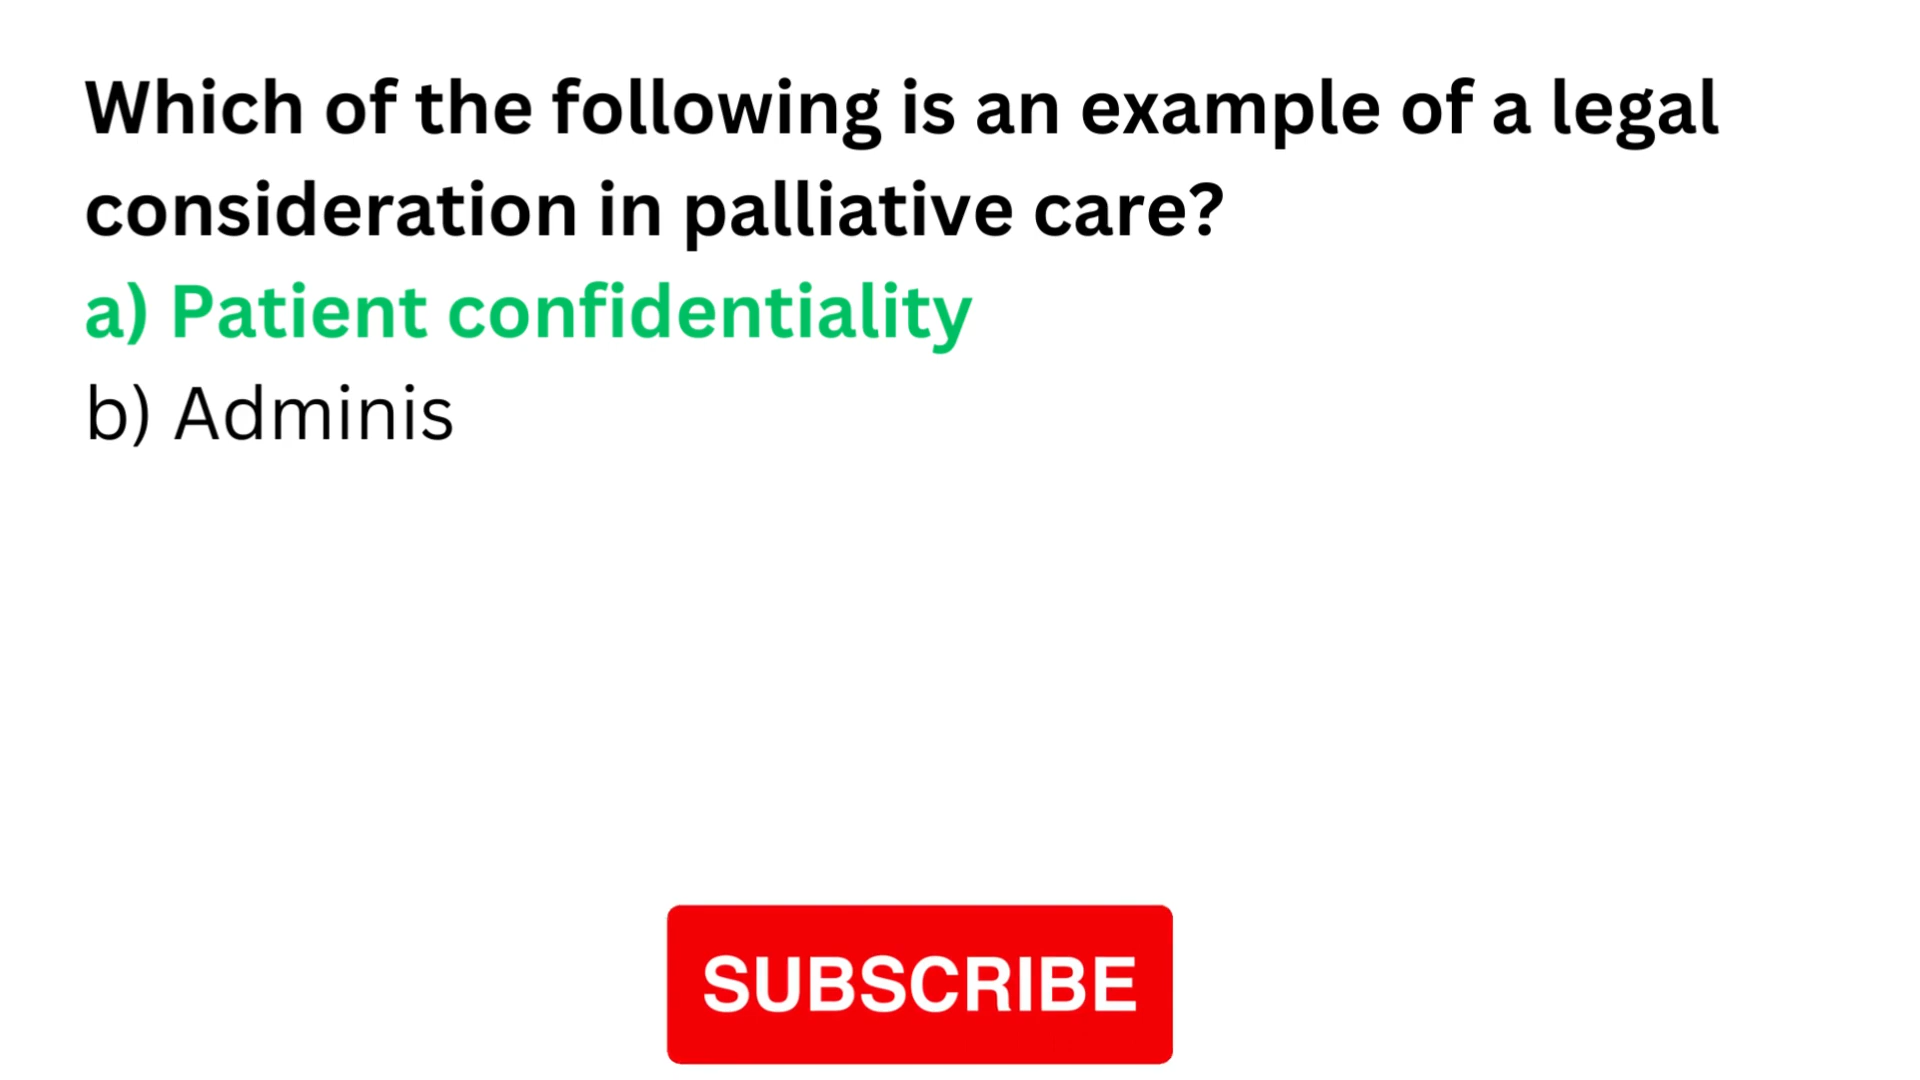 Which of the following is an example of a legal
consideration in palliative care?
a) Patient confidentiality
b) Adminis
SUBSCRIBE